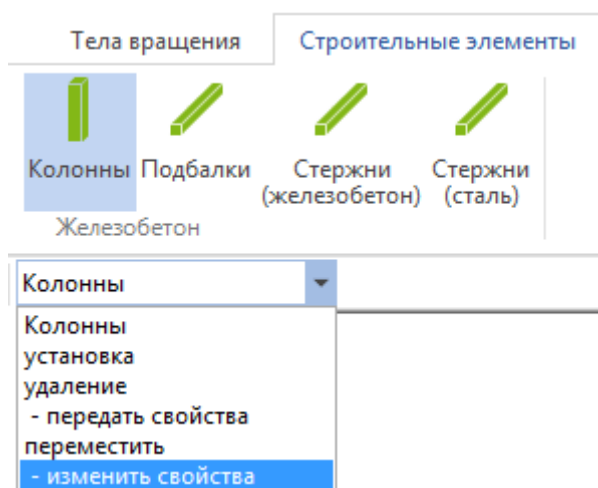 Тела вращения Строительные элементы
Колонны Подбалки Стержни (железобетон) Стержни (сталь)
Железобетон
Колонны
Колонны
установка
удаление
- передать свойства
переместить
- изменить свойства